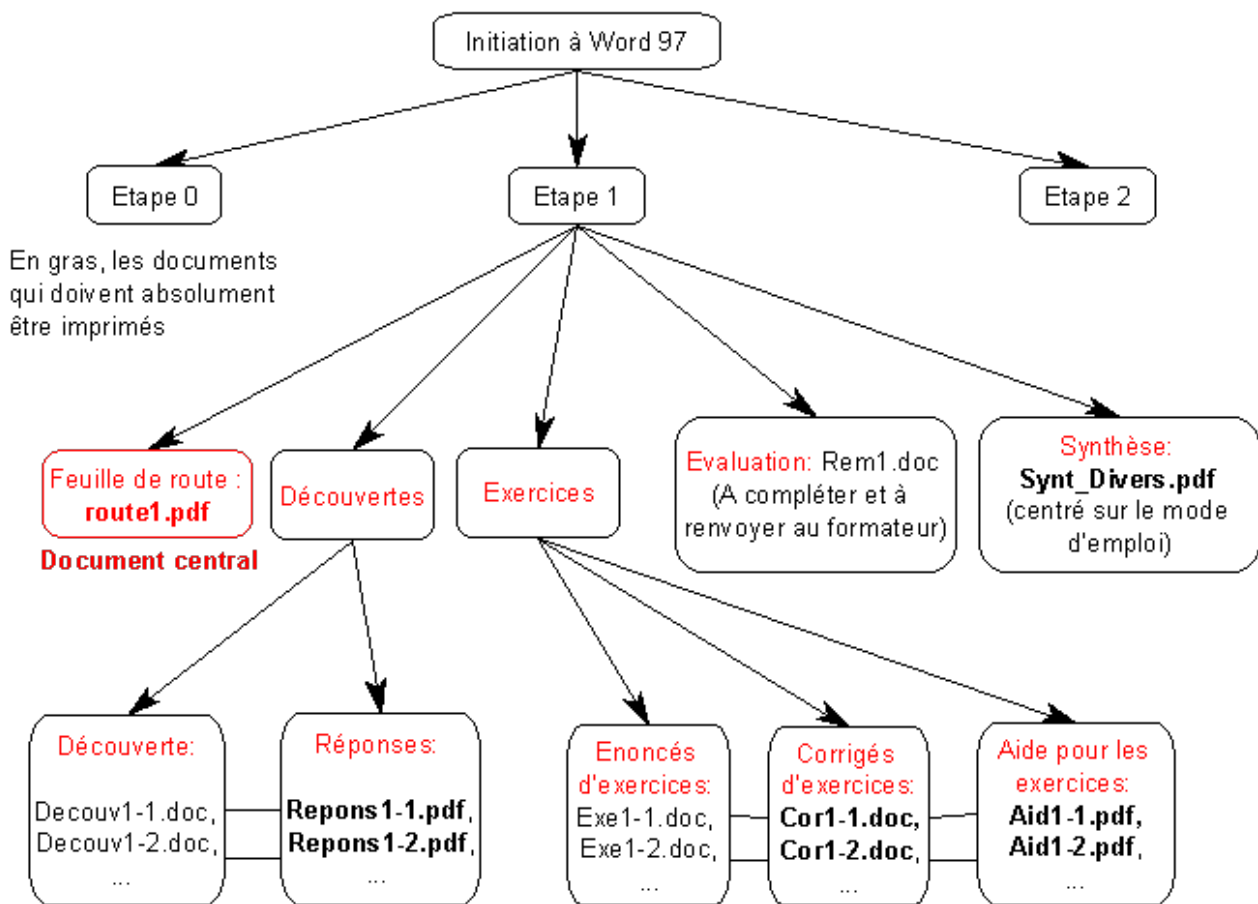 Initiation à Word 97
Etape 0
Etape 1
Etape 2
En gras, les documents
qui doivent absolument
être imprimés
Feuille de route :
route1.pdf
Document central
Découvertes
Exercices
Evaluation: Rem1.doc
(A compléter et à
renvoyer au formateur)
Synthèse:
Synt_Divers.pdf
(centré sur le mode
d'emploi)
Découverte:
Decouv1-1.doc,
Decouv1-2.doc,
...
Réponses:
Repons1-1.pdf,
Repons1-2.pdf,
...
Enoncés
d'exercices:
Exe1-1.doc,
Exe1-2.doc,
...
Corrigés
d'exercices:
Cor1-1.doc,
Cor1-2.doc,
...
Aide pour les
exercices:
Aid1-1.pdf,
Aid1-2.pdf,
...